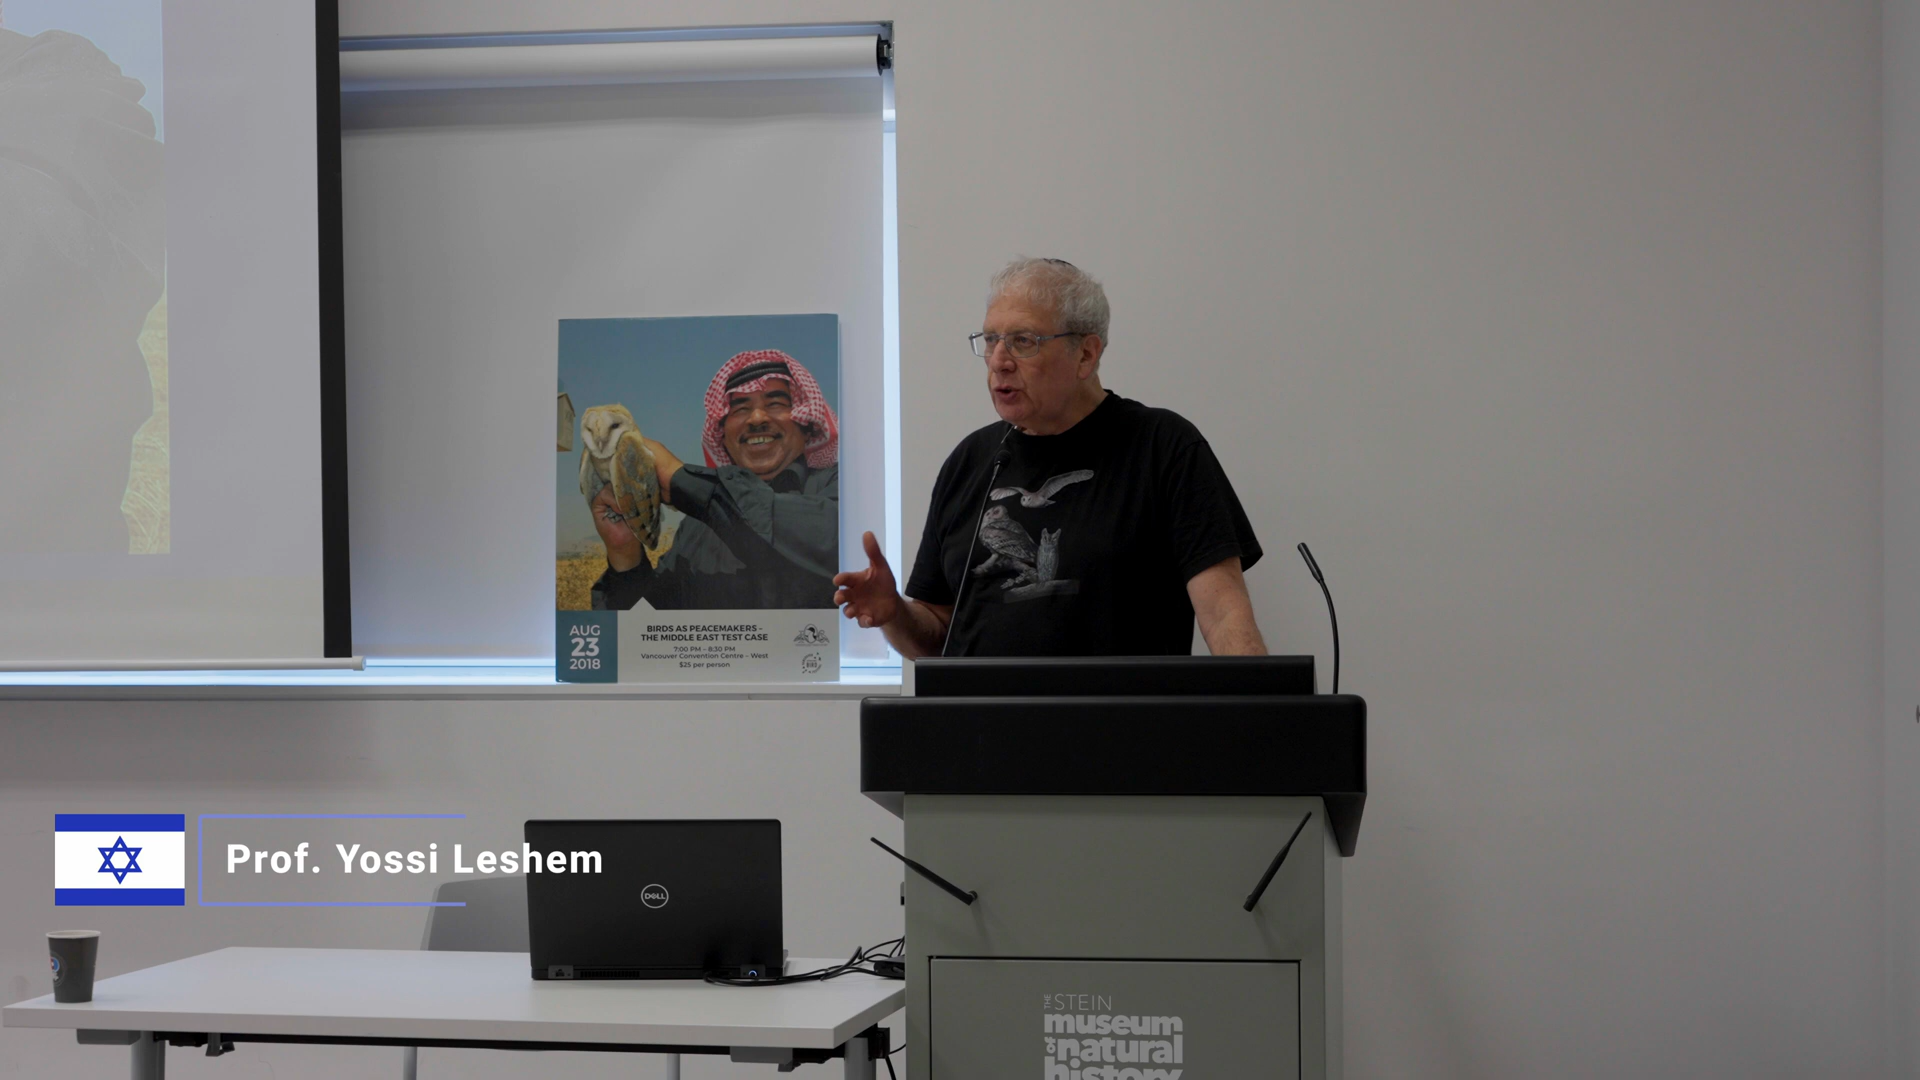 AUG
23
2018
BIRDS AS PEACEMAKERS –
THE MIDDLE EAST TEST CASE
7:00 PM – 8:30 PM
Vancouver Convention Centre – West
$25 per person
Prof. Yossi Leshem
DELL
THE STEIN
museum
of natural
history